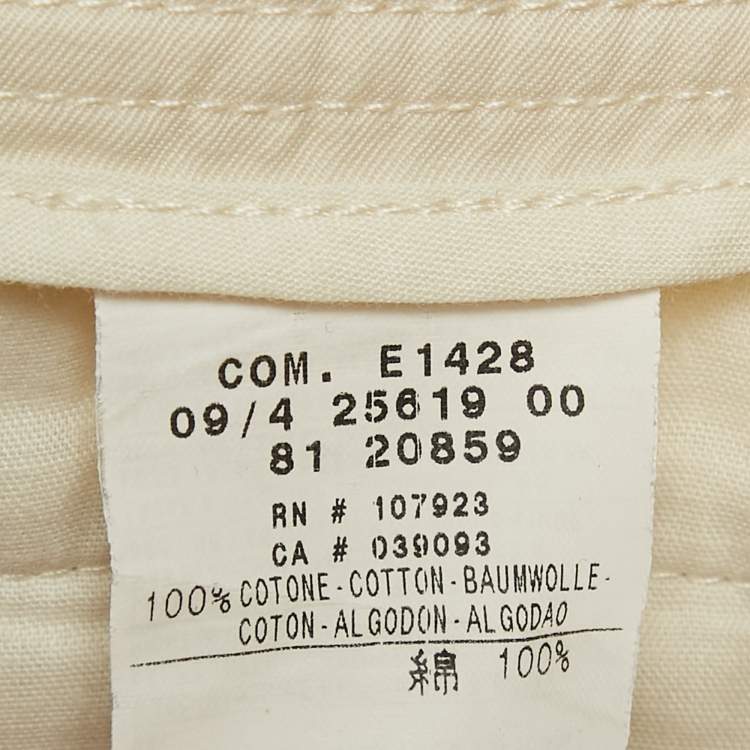 COM. E1428
09/4 25619 00
81 20859
RN # 107923
CA # 039093
100% COTONE-COTTON-BAUMWOLLE-
COTON-ALGODON-ALGODAO
綿 100%